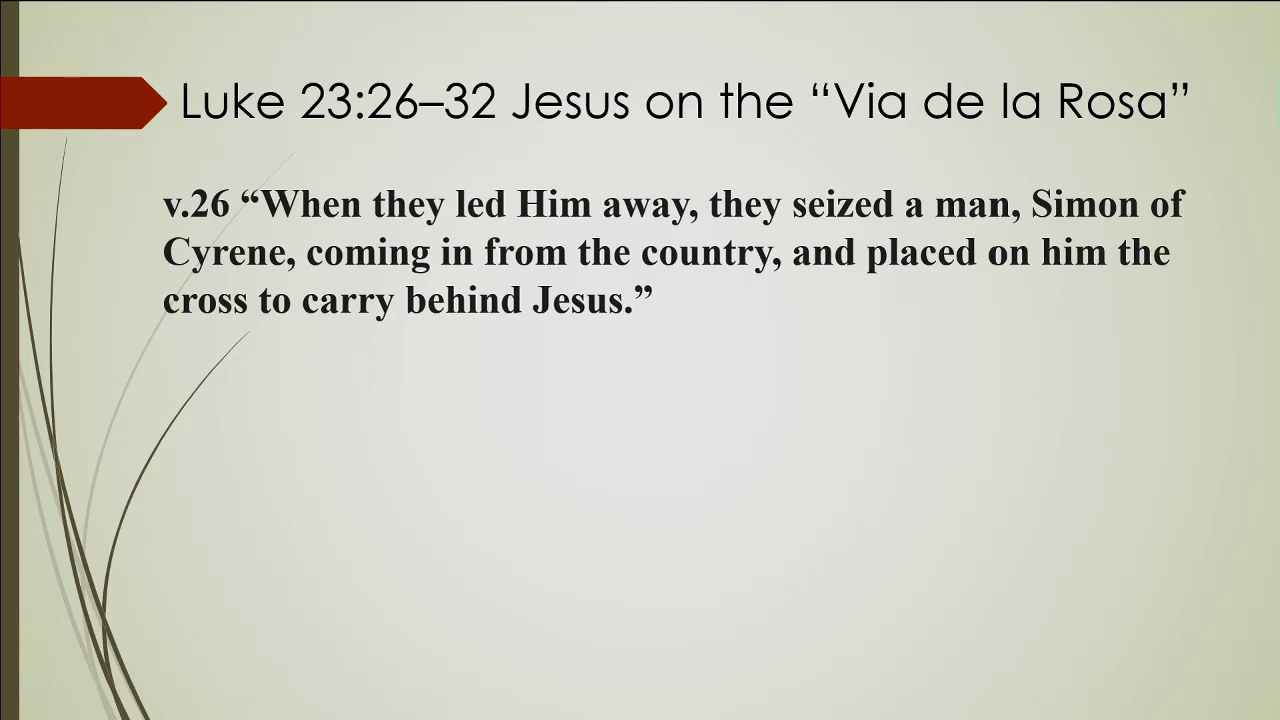 Luke 23:26–32 Jesus on the “Via de la Rosa”
v.26 “When they led Him away, they seized a man, Simon of
Cyrene, coming in from the country, and placed on him the
cross to carry behind Jesus.”